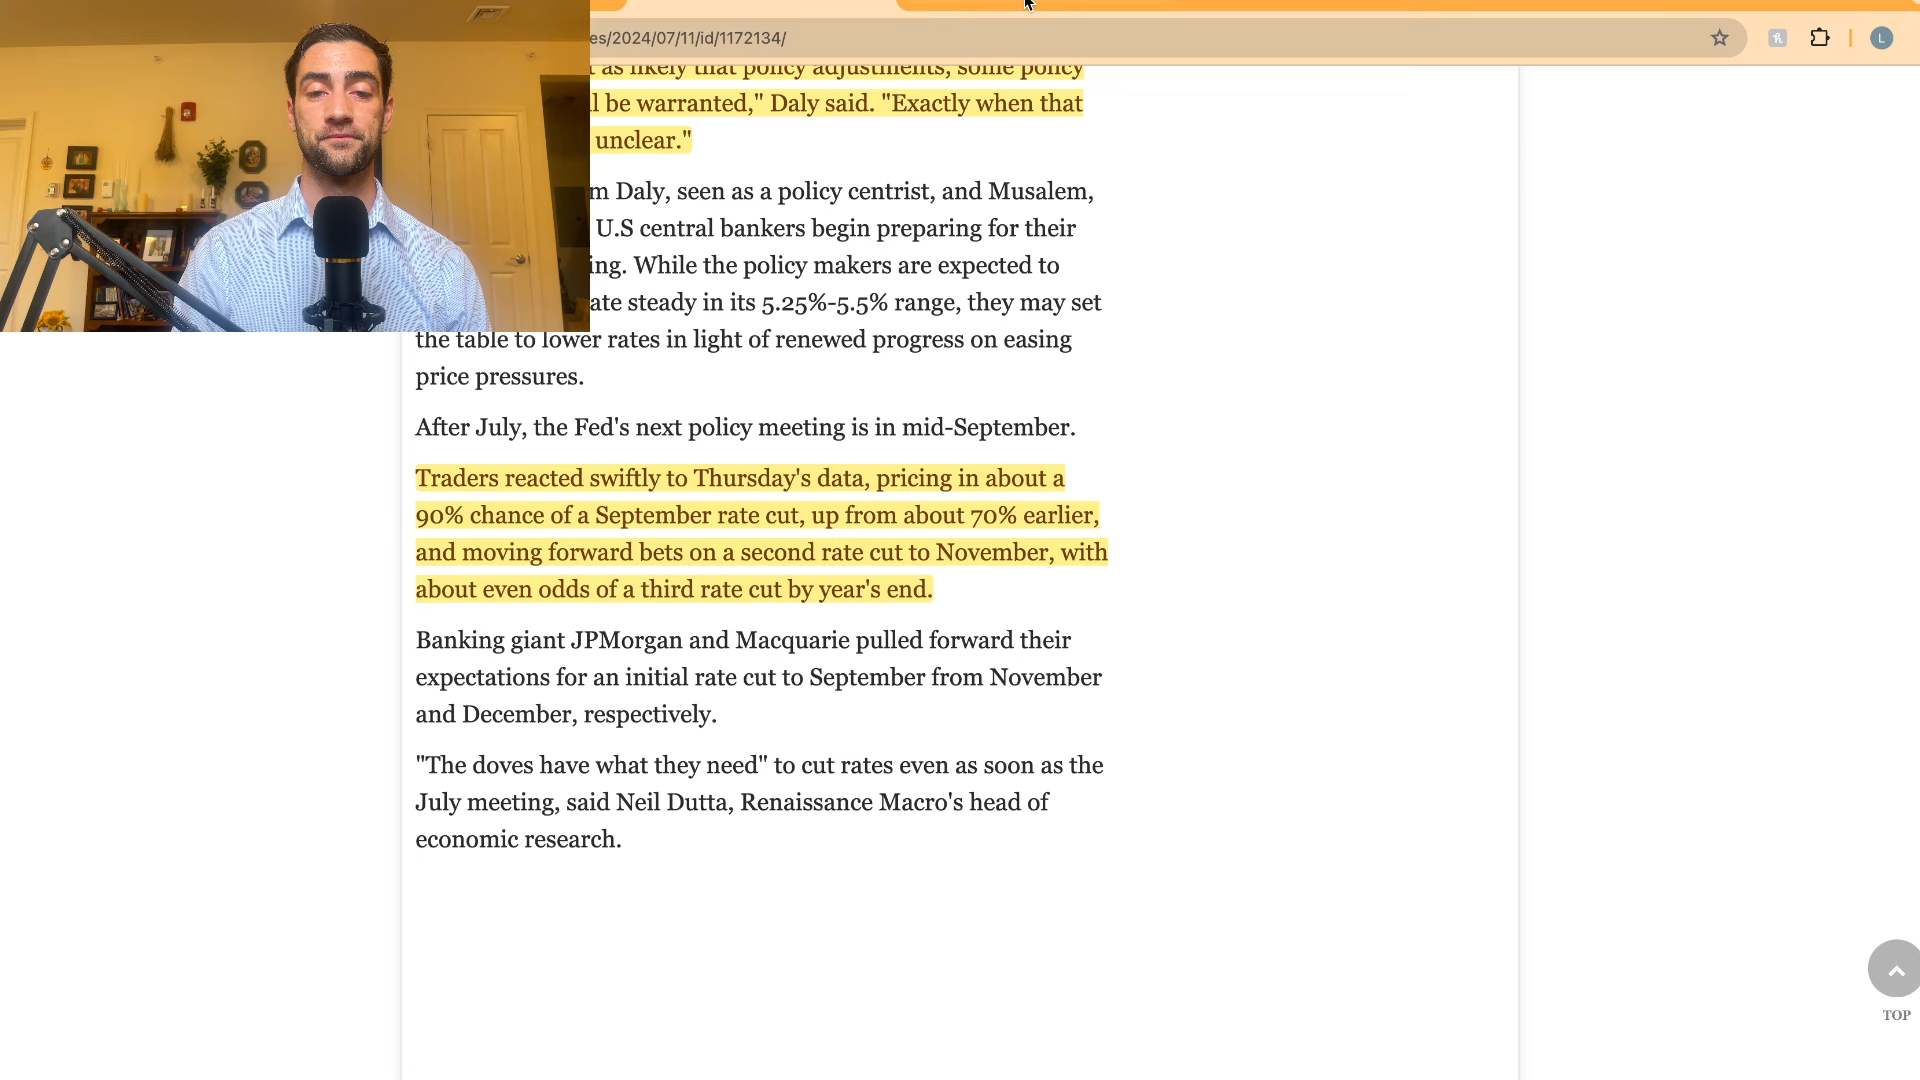 es/2024/07/11/id/1172134/
L
t as likely that policy adjustments, some policy
l be warranted," Daly said. "Exactly when that
unclear."
m Daly, seen as a policy centrist, and Musalem,
U.S central bankers begin preparing for their
ing. While the policy makers are expected to
ate steady in its 5.25%-5.5% range, they may set
the table to lower rates in light of renewed progress on easing
price pressures.
After July, the Fed's next policy meeting is in mid-September.
Traders reacted swiftly to Thursday's data, pricing in about a
90% chance of a September rate cut, up from about 70% earlier,
and moving forward bets on a second rate cut to November, with
about even odds of a third rate cut by year's end.
Banking giant JPMorgan and Macquarie pulled forward their
expectations for an initial rate cut to September from November
and December, respectively.
"The doves have what they need" to cut rates even as soon as the
July meeting, said Neil Dutta, Renaissance Macro's head of
economic research.
TOP